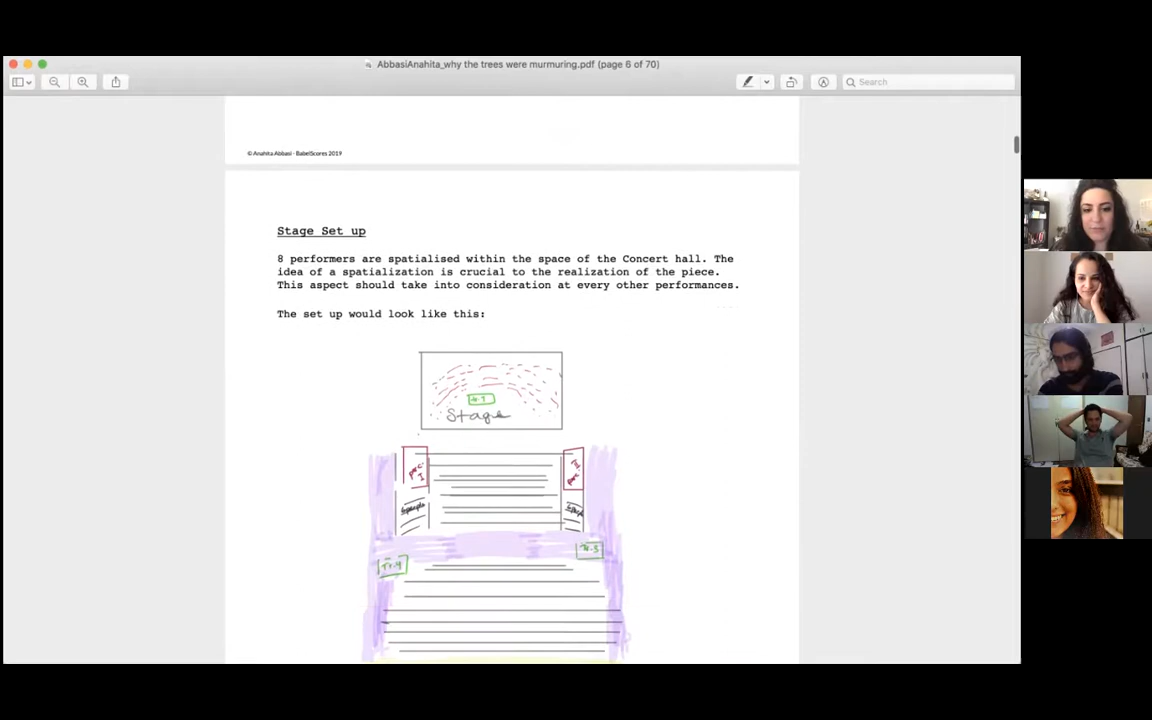 AbbasiAnahita_why the trees were murmuring.pdf (page 6 of 70)
Search
© Anahita Abbasi - BabelScores 2019
Stage Set up
8 performers are spatialised within the space of the Concert hall. The
idea of a spatialization is crucial to the realization of the piece.
This aspect should take into consideration at every other performances.
The set up would look like this:
Stage
perc.
I